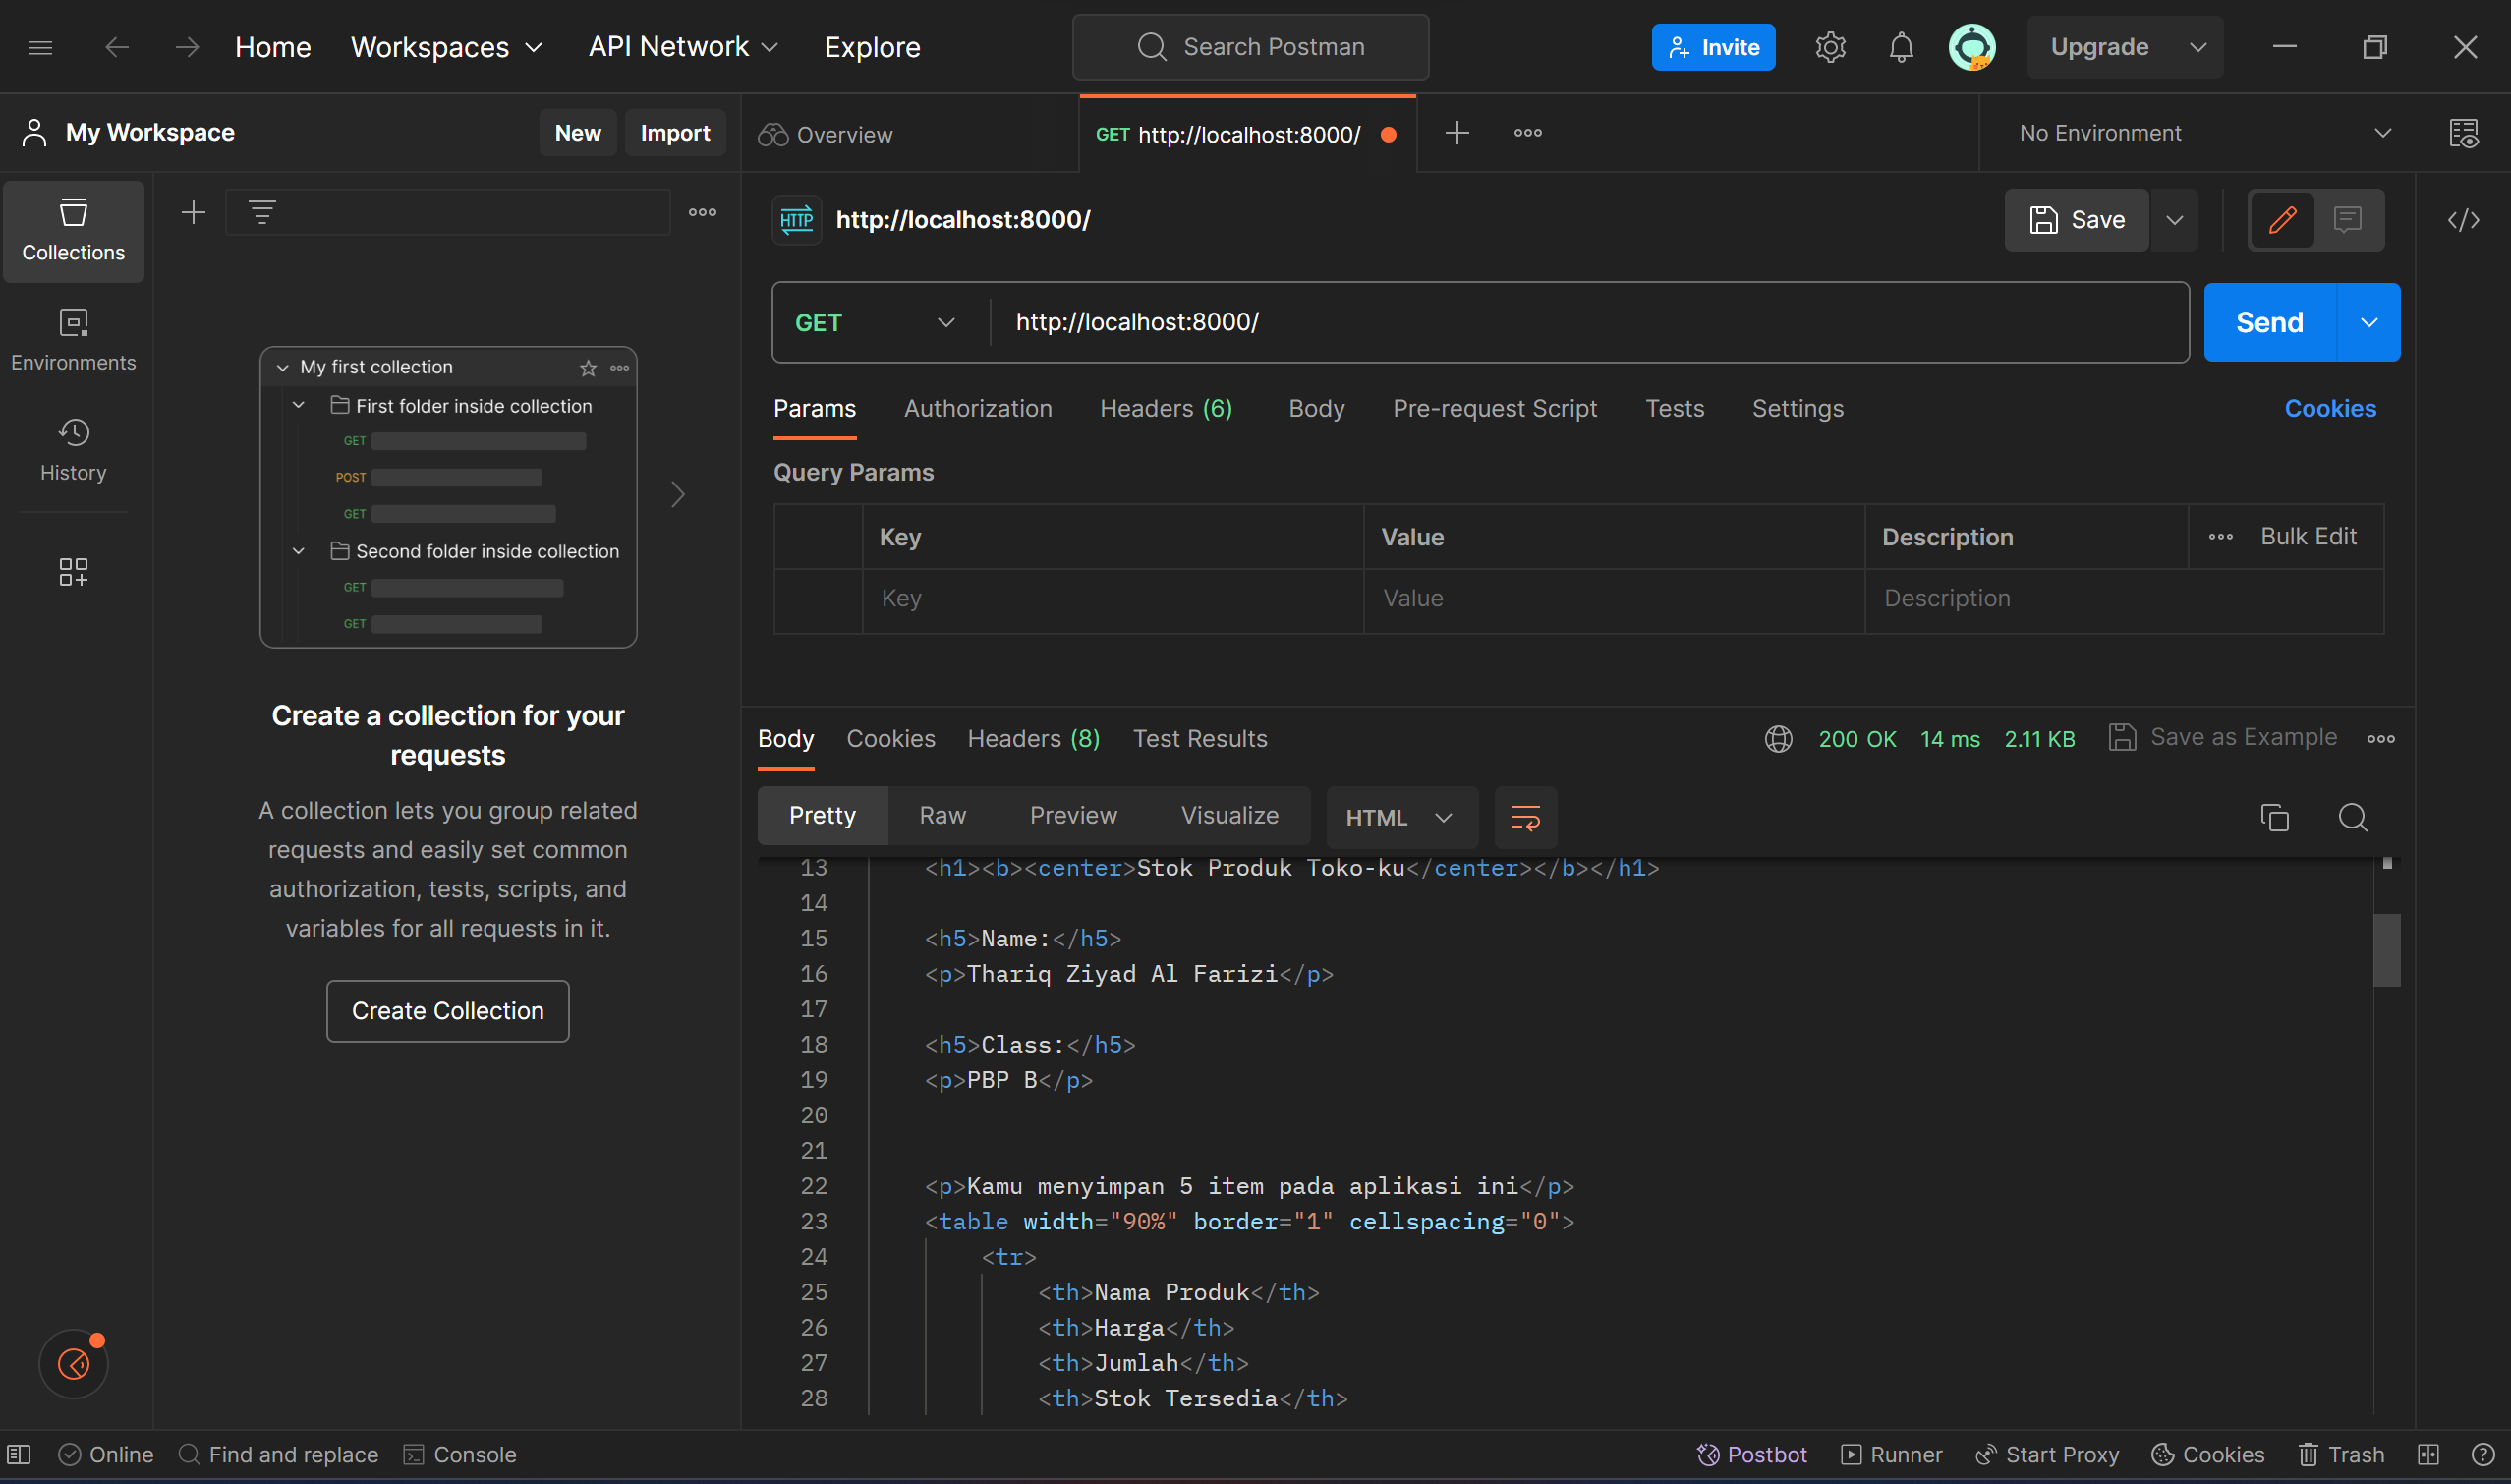 Home Workspaces API Network Explore Search Postman Invite Upgrade
My Workspace New Import Overview GET http://localhost:8000/ No Environment
Collections
Environments
History
My first collection
First folder inside collection
GET
POST
GET
Second folder inside collection
GET
GET
Create a collection for your
requests
A collection lets you group related
requests and easily set common
authorization, tests, scripts, and
variables for all requests in it.
Create Collection
HTTP http://localhost:8000/ Save
GET http://localhost:8000/ Send
Params Authorization Headers (6) Body Pre-request Script Tests Settings Cookies
Query Params
Key Value Description Bulk Edit
Key Value Description
Body Cookies Headers (8) Test Results 200 OK 14 ms 2.11 KB Save as Example
Pretty Raw Preview Visualize HTML
13 <h1><b><center>Stok Produk Toko-ku</center></b></h1>
14
15 <h5>Name:</h5>
16 <p>Thariq Ziyad Al Farizi</p>
17
18 <h5>Class:</h5>
19 <p>PBP B</p>
20
21
22 <p>Kamu menyimpan 5 item pada aplikasi ini</p>
23 <table width="90%" border="1" cellspacing="0">
24 <tr>
25 <th>Nama Produk</th>
26 <th>Harga</th>
27 <th>Jumlah</th>
28 <th>Stok Tersedia</th>
Online Find and replace Console Postbot Runner Start Proxy Cookies Trash